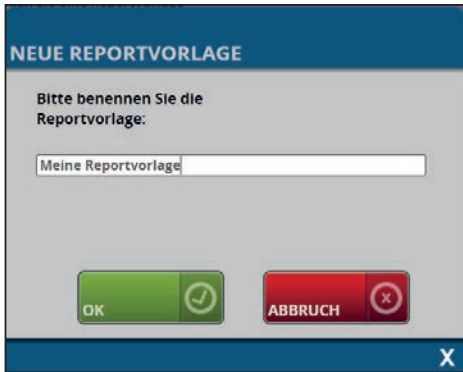 NEUE REPORTVORLAGE
Bitte benennen Sie die
Reportvorlage:
Meine Reportvorlage
OK
ABBRUCH
X